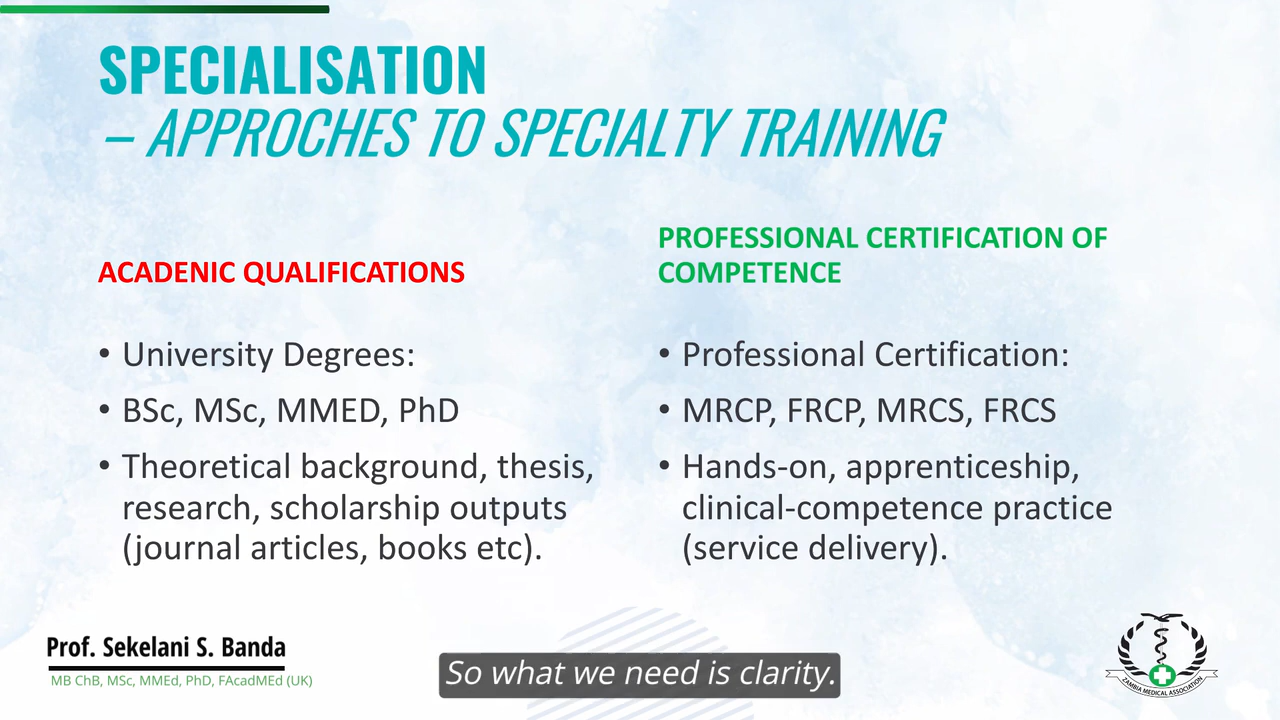 SPECIALISATION
– APPROCHES TO SPECIALTY TRAINING
ACADENIC QUALIFICATIONS
• University Degrees:
• BSc, MSc, MMED, PhD
• Theoretical background, thesis,
research, scholarship outputs
(journal articles, books etc).
PROFESSIONAL CERTIFICATION OF
COMPETENCE
• Professional Certification:
• MRCP, FRCP, MRCS, FRCS
• Hands-on, apprenticeship,
clinical-competence practice
(service delivery).
Prof. Sekelani S. Banda
MB ChB, MSc, MMEd, PhD, FAcadMEd (UK)
So what we need is clarity.
ZAMBIA MEDICAL ASSOCIATION